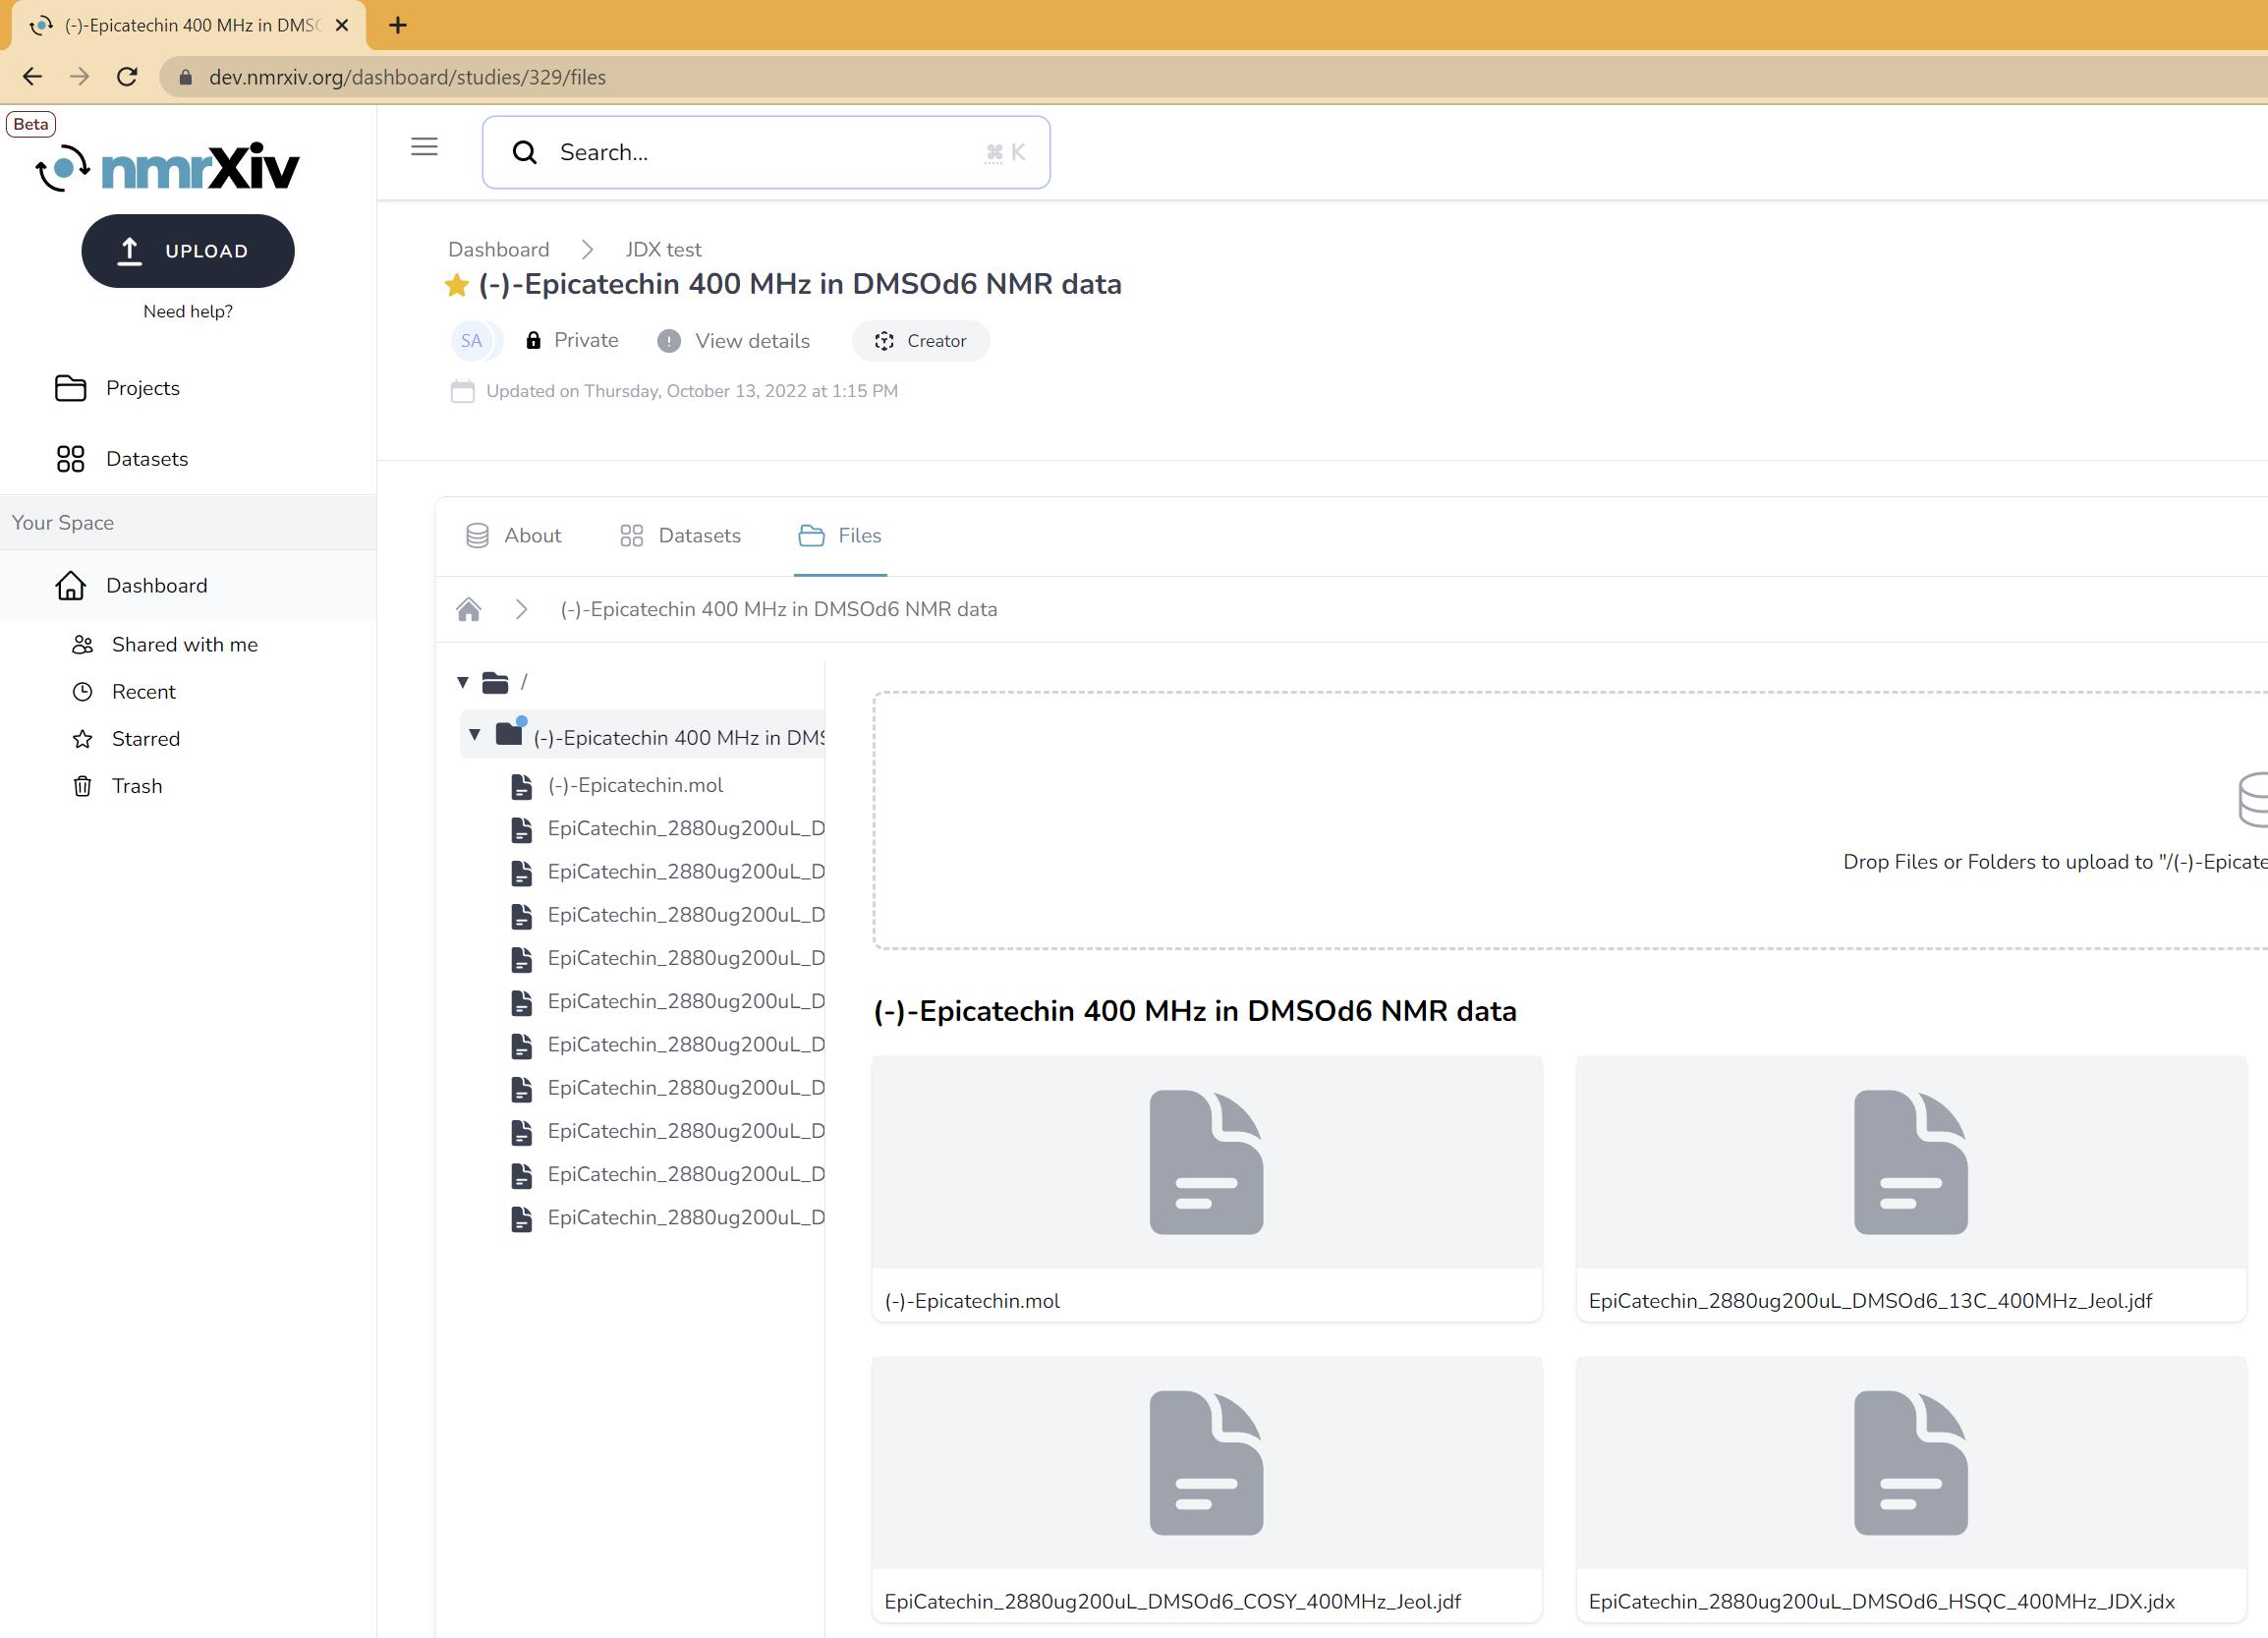 (-)-Epicatechin 400 MHz in DMSO
dev.nmrxiv.org/dashboard/studies/329/files
Beta
nmrXiv
UPLOAD
Need help?
Projects
Datasets
Your Space
Dashboard
Shared with me
Recent
Starred
Trash
Search...
⌘ K
Dashboard
JDX test
(-)-Epicatechin 400 MHz in DMSOd6 NMR data
SA
Private
View details
Creator
Updated on Thursday, October 13, 2022 at 1:15 PM
About
Datasets
Files
(-)-Epicatechin 400 MHz in DMSOd6 NMR data
/
(-)-Epicatechin 400 MHz in DMS
(-)-Epicatechin.mol
EpiCatechin_2880ug200uL_D
EpiCatechin_2880ug200uL_D
EpiCatechin_2880ug200uL_D
EpiCatechin_2880ug200uL_D
EpiCatechin_2880ug200uL_D
EpiCatechin_2880ug200uL_D
EpiCatechin_2880ug200uL_D
EpiCatechin_2880ug200uL_D
EpiCatechin_2880ug200uL_D
EpiCatechin_2880ug200uL_D
Drop Files or Folders to upload to "/(-)-Epicate
(-)-Epicatechin 400 MHz in DMSOd6 NMR data
(-)-Epicatechin.mol
EpiCatechin_2880ug200uL_DMSOd6_13C_400MHz_Jeol.jdf
EpiCatechin_2880ug200uL_DMSOd6_COSY_400MHz_Jeol.jdf
EpiCatechin_2880ug200uL_DMSOd6_HSQC_400MHz_JDX.jdx